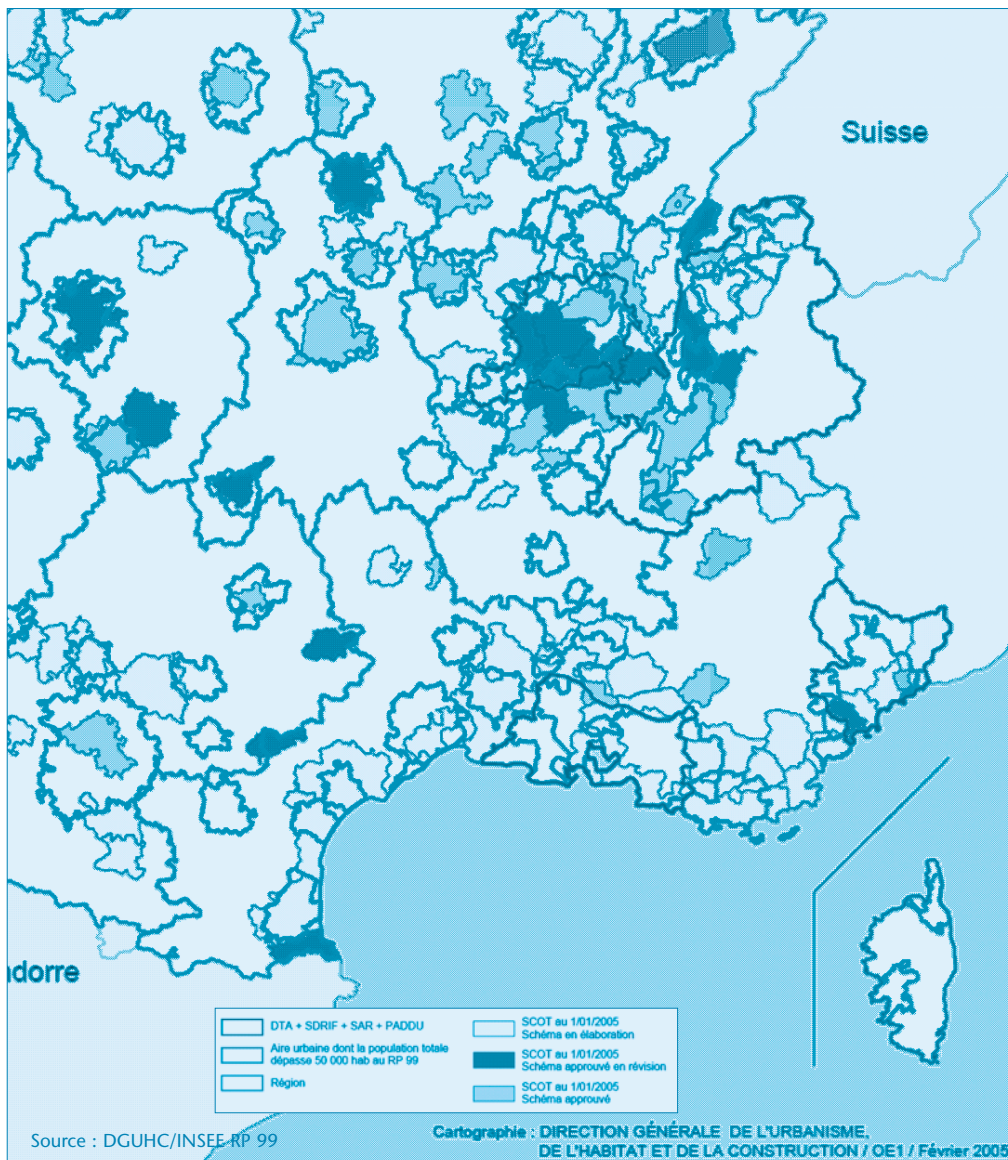 Suisse
ndorre
DTA + SDRIF + SAR + PADDU
Aire urbaine dont la population totale
dépasse 50 000 hab au RP 99
Région
SCOT au 1/01/2005
Schéma en élaboration
SCOT au 1/01/2005
Schéma approuvé en révision
SCOT au 1/01/2005
Schéma approuvé
Source : DGUHC/INSEE RP 99
Cartographie : DIRECTION GÉNÉRALE DE L'URBANISME,
DE L'HABITAT ET DE LA CONSTRUCTION / OE1 / Février 2005